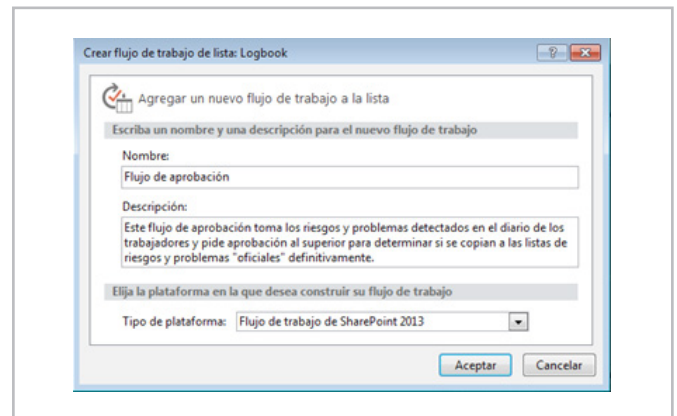 Crear flujo de trabajo de lista: Logbook
Agregar un nuevo flujo de trabajo a la lista
Escriba un nombre y una descripción para el nuevo flujo de trabajo
Nombre:
Flujo de aprobación
Descripción:
Este flujo de aprobación toma los riesgos y problemas detectados en el diario de los
trabajadores y pide aprobación al superior para determinar si se copian a las listas de
riesgos y problemas "oficiales" definitivamente.
Elija la plataforma en la que desea construir su flujo de trabajo
Tipo de plataforma: Flujo de trabajo de SharePoint 2013
Aceptar Cancelar